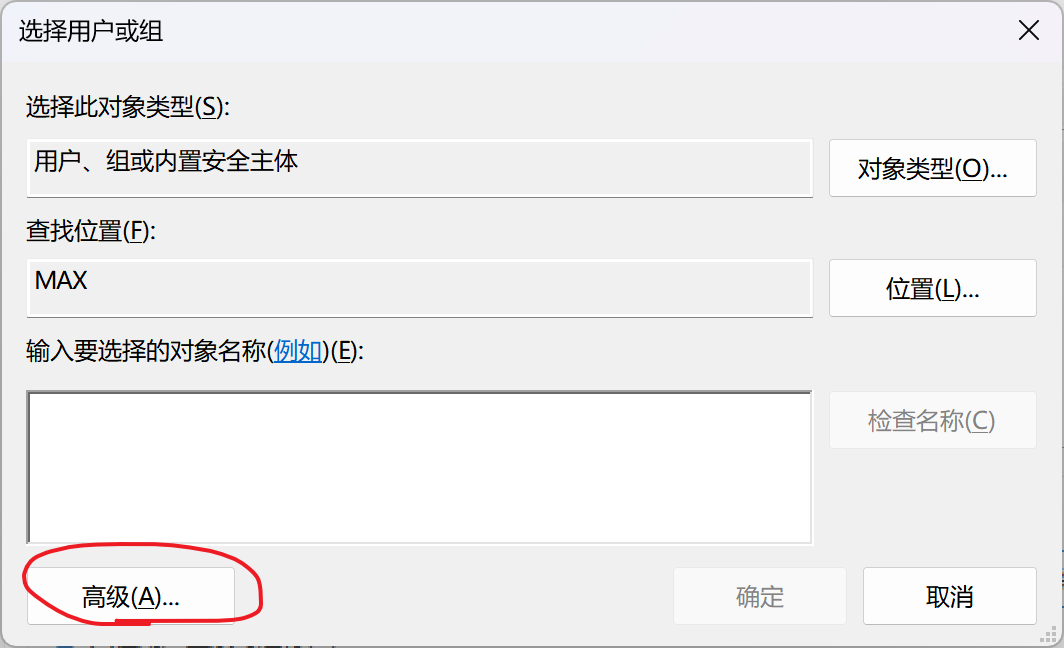 选择用户或组
选择此对象类型(S):
用户、组或内置安全主体
对象类型(O)...
查找位置(F):
MAX
位置(L)...
输入要选择的对象名称(例如)(E):
检查名称(C)
高级(A)...
确定
取消